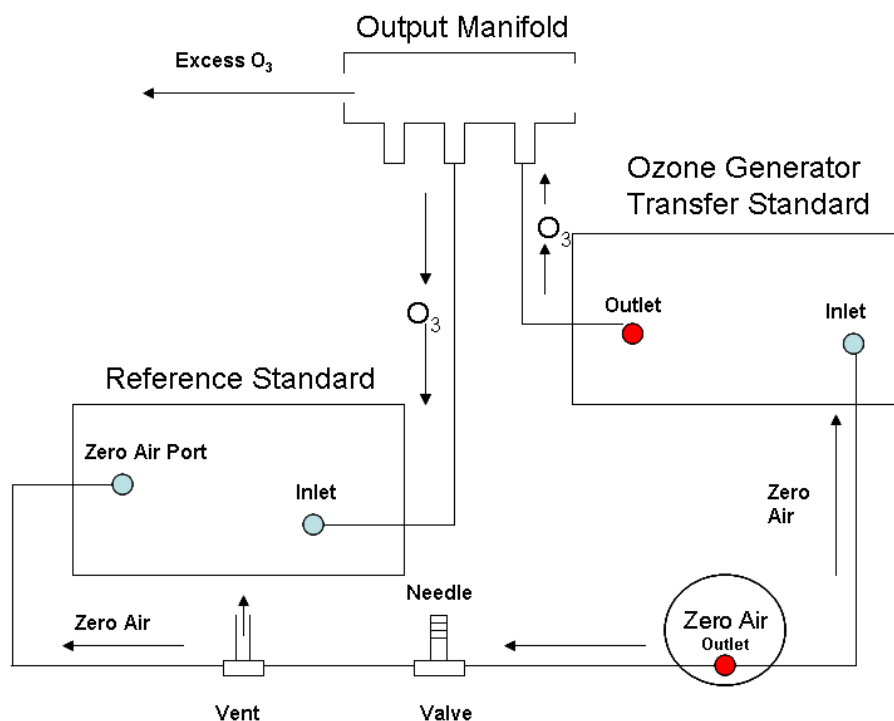 Output Manifold
Excess O₃
Ozone Generator
Transfer Standard
O₃
Outlet
Inlet
O₃
Reference Standard
Zero Air Port
Inlet
Zero
Air
Needle
Zero Air
Zero Air
Outlet
Vent
Valve